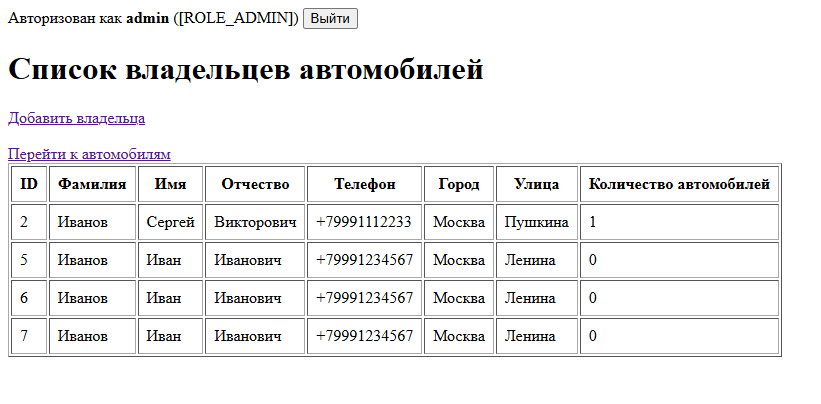 Авторизован как admin ([ROLE_ADMIN]) Выйти
Список владельцев автомобилей
Добавить владельца
Перейти к автомобилям
ID Фамилия Имя Отчество Телефон Город Улица Количество автомобилей
2 Иванов Сергей Викторович +79991112233 Москва Пушкина 1
5 Иванов Иван Иванович +79991234567 Москва Ленина 0
6 Иванов Иван Иванович +79991234567 Москва Ленина 0
7 Иванов Иван Иванович +79991234567 Москва Ленина 0